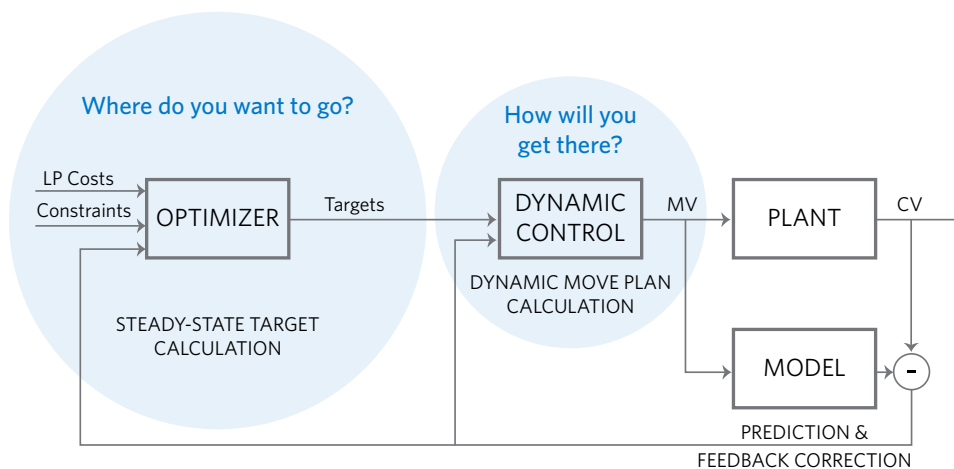 Where do you want to go?
How will you
get there?
LP Costs
Constraints
OPTIMIZER
Targets
DYNAMIC
CONTROL
MV
PLANT
CV
DYNAMIC MOVE PLAN
CALCULATION
STEADY-STATE TARGET
CALCULATION
MODEL
-
PREDICTION &
FEEDBACK CORRECTION